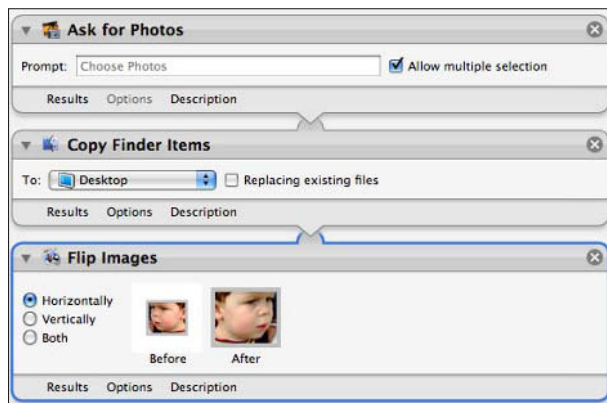 Ask for Photos
Prompt: Choose Photos Allow multiple selection
Results Options Description
Copy Finder Items
To: Desktop Replacing existing files
Results Options Description
Flip Images
Horizontally
Vertically
Both
Before After
Results Options Description